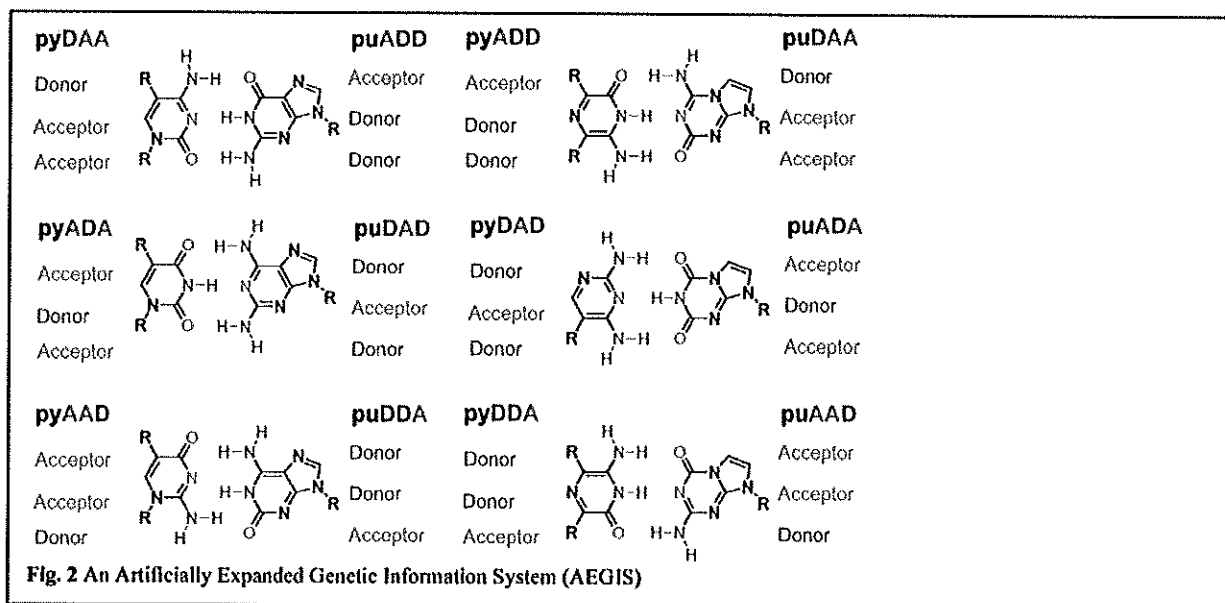 pyDAA puADD pyADD puDAA
Donor Acceptor Acceptor Donor
Acceptor Donor Donor Acceptor
Acceptor Donor Donor Acceptor
R H N-H N O N O N N H-N N N-R H-N H R O N N-H N-H R H H H-N N N N N-R O
pyADA puDAD pyDAD puADA
Acceptor Donor Donor Acceptor
Donor Acceptor Acceptor Donor
Acceptor Donor Donor Acceptor
R O N-H N O R H H-N N N N N-R N-H H H N-H N N N-H R H O N H-N N N-R O
pyAAD puDDA pyDDA puAAD
Acceptor Donor Donor Acceptor
Acceptor Donor Donor Acceptor
Donor Acceptor Acceptor Donor
R O N N N-H R H H H-N N H-N N N-R O R H N-H N N-H R O O N N N N-R H-N H
Fig. 2 An Artificially Expanded Genetic Information System (AEGIS)